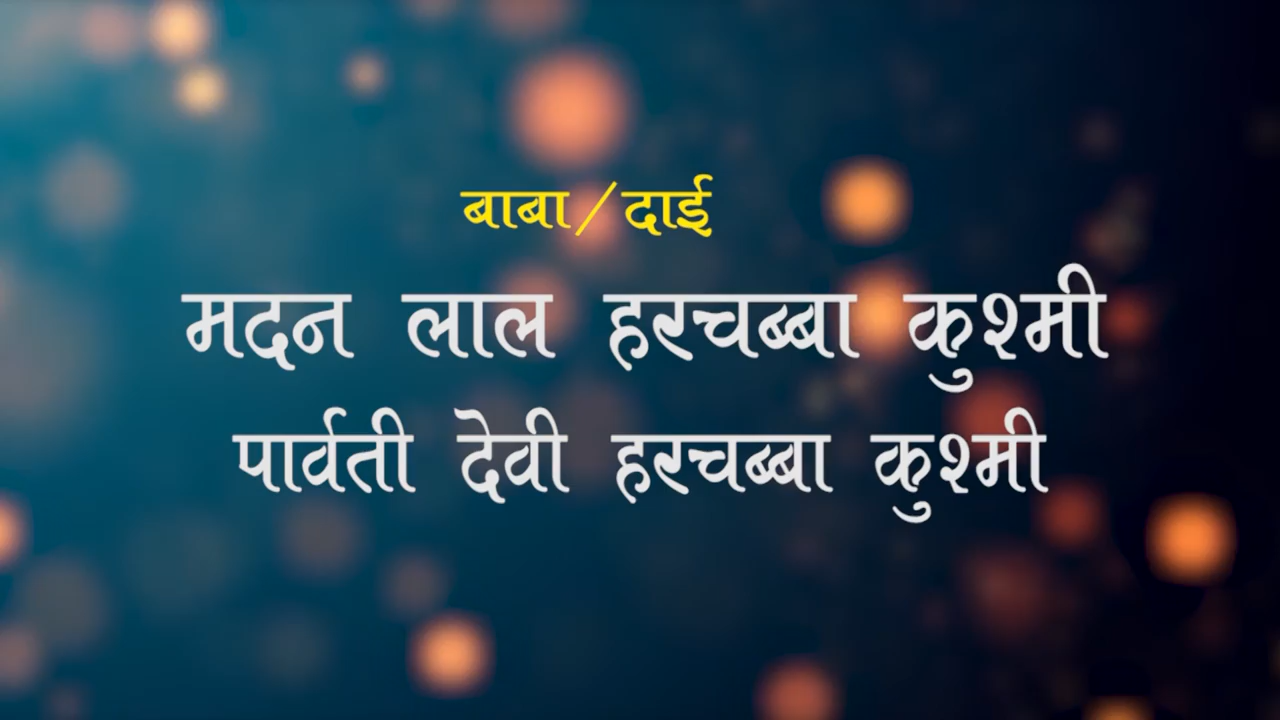 बाबा/दाई
मदन लाल हरचब्बा कुश्मी
पार्वती देवी हरचब्बा कुश्मी